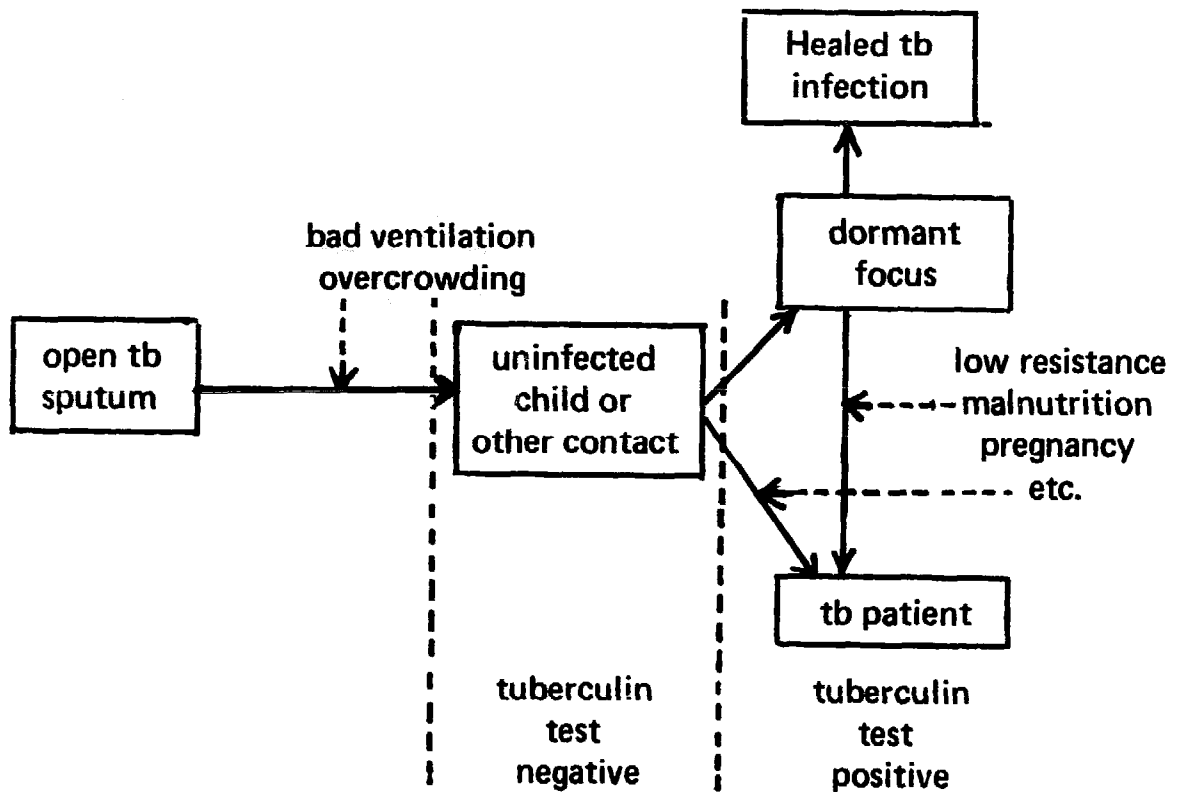 Healed tb
infection
dormant
focus
bad ventilation
overcrowding
open tb
sputum
uninfected
child or
other contact
low resistance
malnutrition
pregnancy
etc.
tb patient
tuberculin
test
negative
tuberculin
test
positive